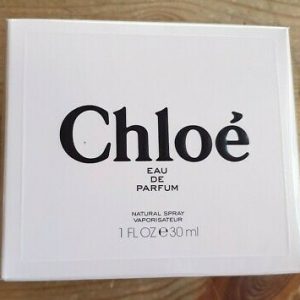 Chloé
EAU
DE
PARFUM
NATURAL SPRAY
VAPORISATEUR
1 FL OZ ℮ 30 ml